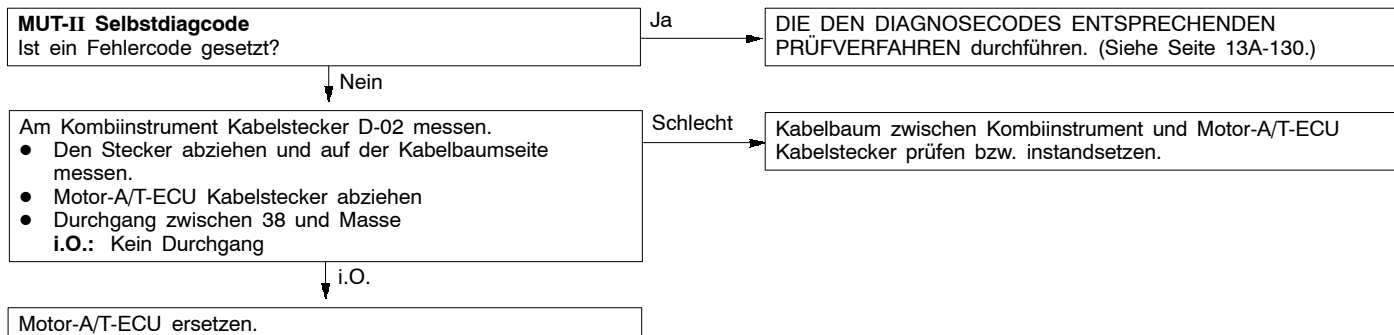 MUT-II Selbstdiagcode
Ist ein Fehlercode gesetzt?
Ja
DIE DEN DIAGNOSECODES ENTSPRECHENDEN
PRÜFVERFAHREN durchführen. (Siehe Seite 13A-130.)
Nein
Am Kombiinstrument Kabelstecker D-02 messen.
● Den Stecker abziehen und auf der Kabelbaumseite
messen.
● Motor-A/T-ECU Kabelstecker abziehen
● Durchgang zwischen 38 und Masse
i.O.: Kein Durchgang
Schlecht
Kabelbaum zwischen Kombiinstrument und Motor-A/T-ECU
Kabelstecker prüfen bzw. instandsetzen.
i.O.
Motor-A/T-ECU ersetzen.